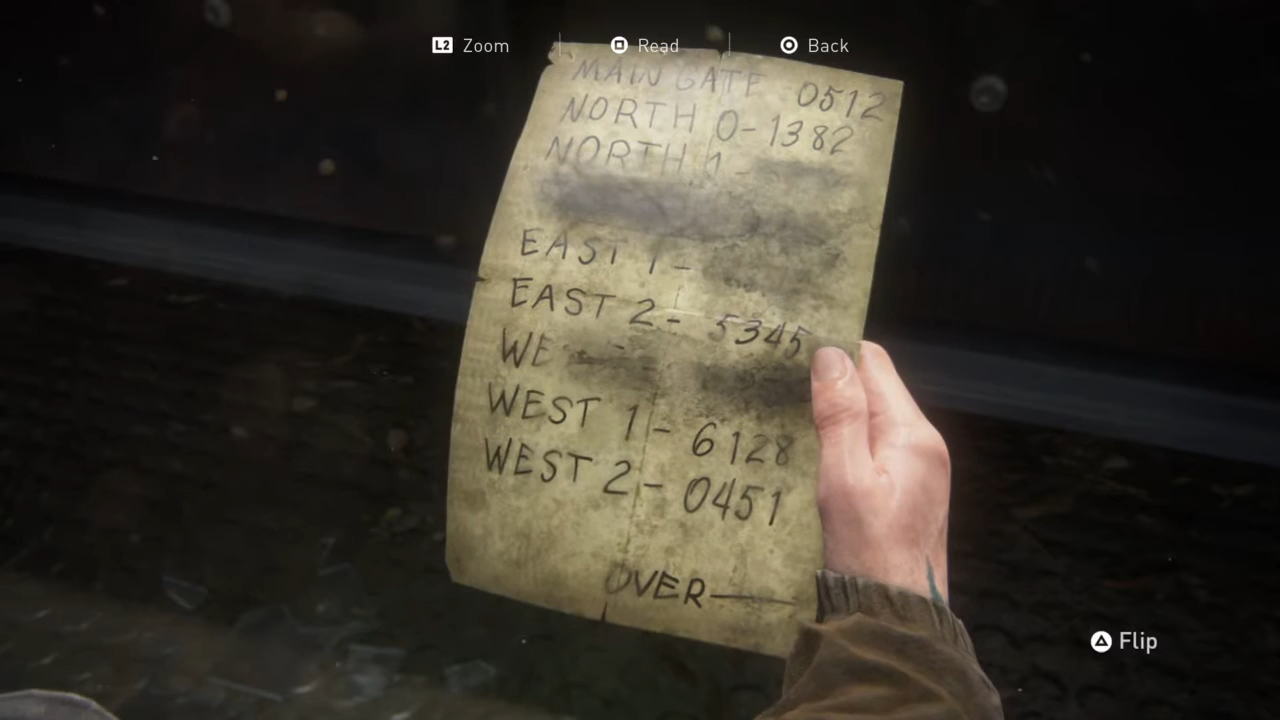 L2 Zoom
Read
Back
MAIN GATE 0512
NORTH 0-1382
NORTH 1-
EAST 1-
EAST 2- 5345
WE
WEST 1- 6128
WEST 2- 0451
OVER
Flip